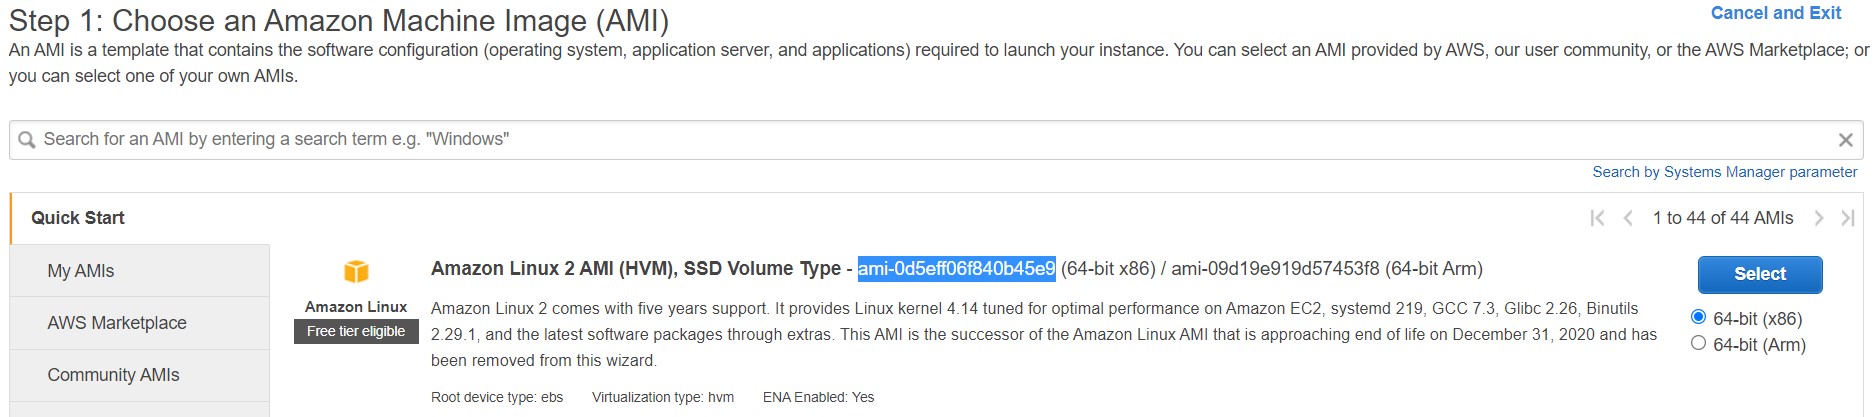 Step 1: Choose an Amazon Machine Image (AMI)
Cancel and Exit
An AMI is a template that contains the software configuration (operating system, application server, and applications) required to launch your instance. You can select an AMI provided by AWS, our user community, or the AWS Marketplace; or
you can select one of your own AMIs.
Search for an AMI by entering a search term e.g. "Windows"
Search by Systems Manager parameter
Quick Start
1 to 44 of 44 AMIs
My AMIs
AWS Marketplace
Community AMIs
Amazon Linux
Free tier eligible
Amazon Linux 2 AMI (HVM), SSD Volume Type - ami-0d5eff06f840b45e9 (64-bit x86) / ami-09d19e919d57453f8 (64-bit Arm)
Amazon Linux 2 comes with five years support. It provides Linux kernel 4.14 tuned for optimal performance on Amazon EC2, systemd 219, GCC 7.3, Glibc 2.26, Binutils
2.29.1, and the latest software packages through extras. This AMI is the successor of the Amazon Linux AMI that is approaching end of life on December 31, 2020 and has
been removed from this wizard.
Root device type: ebs Virtualization type: hvm ENA Enabled: Yes
Select
64-bit (x86)
64-bit (Arm)